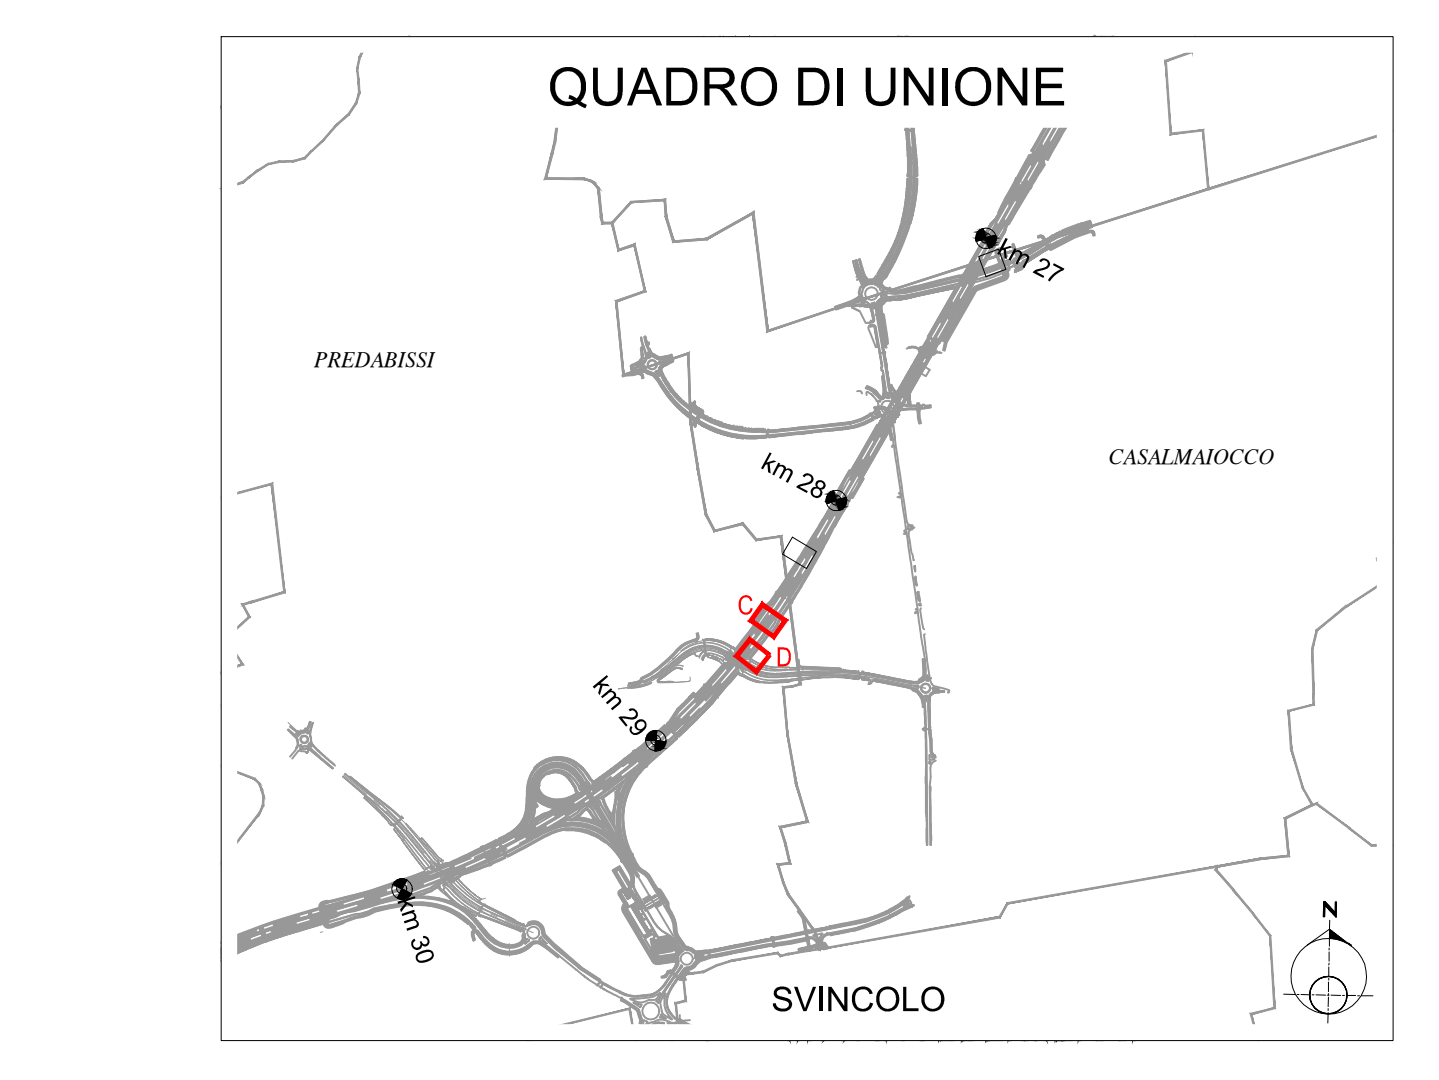 QUADRO DI UNIONE
km 27
PREDABISSI
CASALMAIOCCO
km 28
C
D
km 29
km 30
N
SVINCOLO